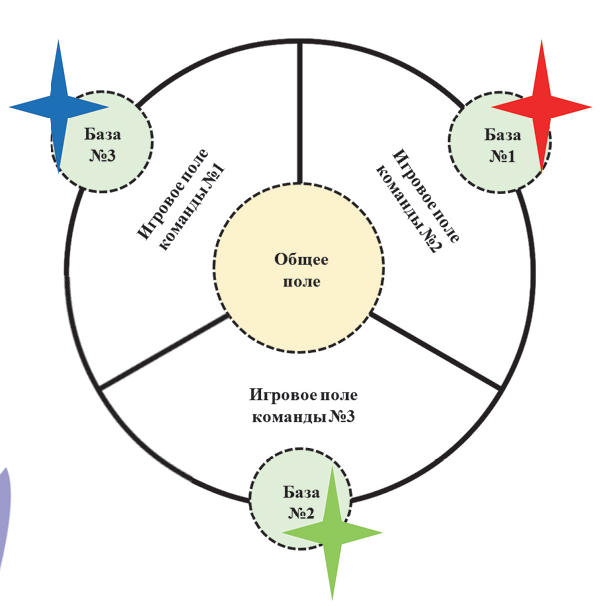 База
№3
База
№1
Игровое поле
команды №1
Игровое поле
команды №2
Общее
поле
Игровое поле
команды №3
База
№2